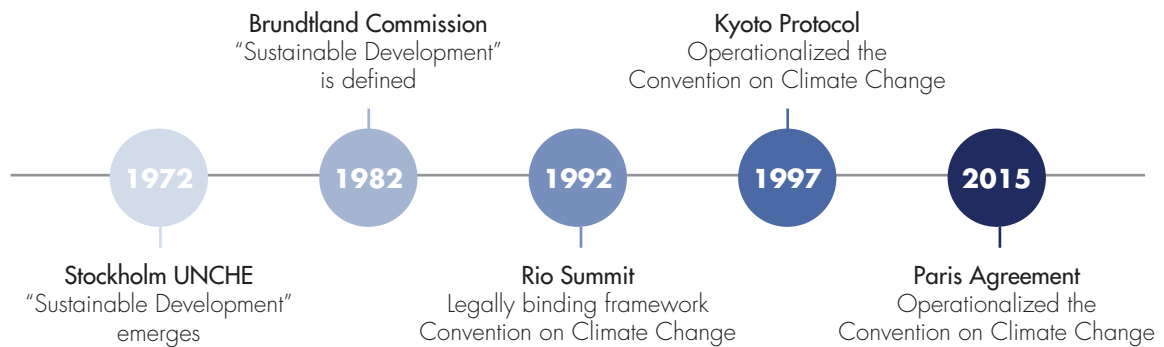 Brundtland Commission
“Sustainable Development”
is defined
Kyoto Protocol
Operationalized the
Convention on Climate Change
1972
1982
1992
1997
2015
Stockholm UNCHE
“Sustainable Development”
emerges
Rio Summit
Legally binding framework
Convention on Climate Change
Paris Agreement
Operationalized the
Convention on Climate Change